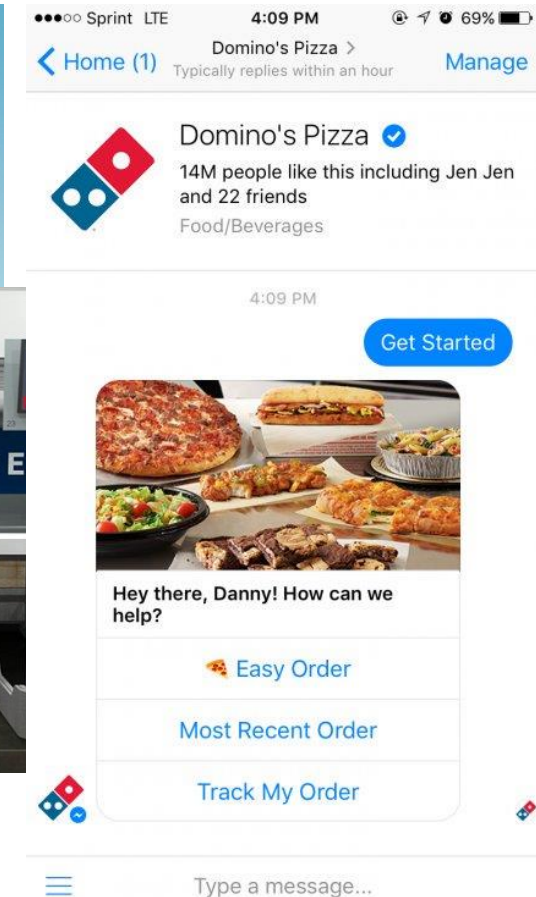 Sprint LTE 4:09 PM 69%
Home (1) Domino's Pizza > Manage
Typically replies within an hour
Domino's Pizza
14M people like this including Jen Jen
and 22 friends
Food/Beverages
4:09 PM
Get Started
23
E
Hey there, Danny! How can we
help?
Easy Order
Most Recent Order
Track My Order
Type a message...